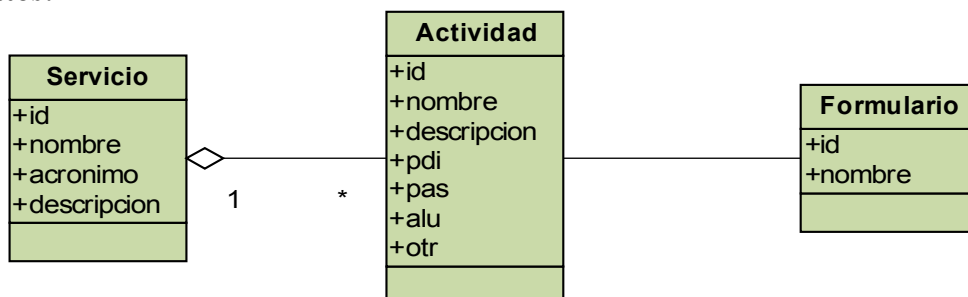 Servicio
+id
+nombre
+acronimo
+descripcion
1
*
Actividad
+id
+nombre
+descripcion
+pdi
+pas
+alu
+otr
Formulario
+id
+nombre